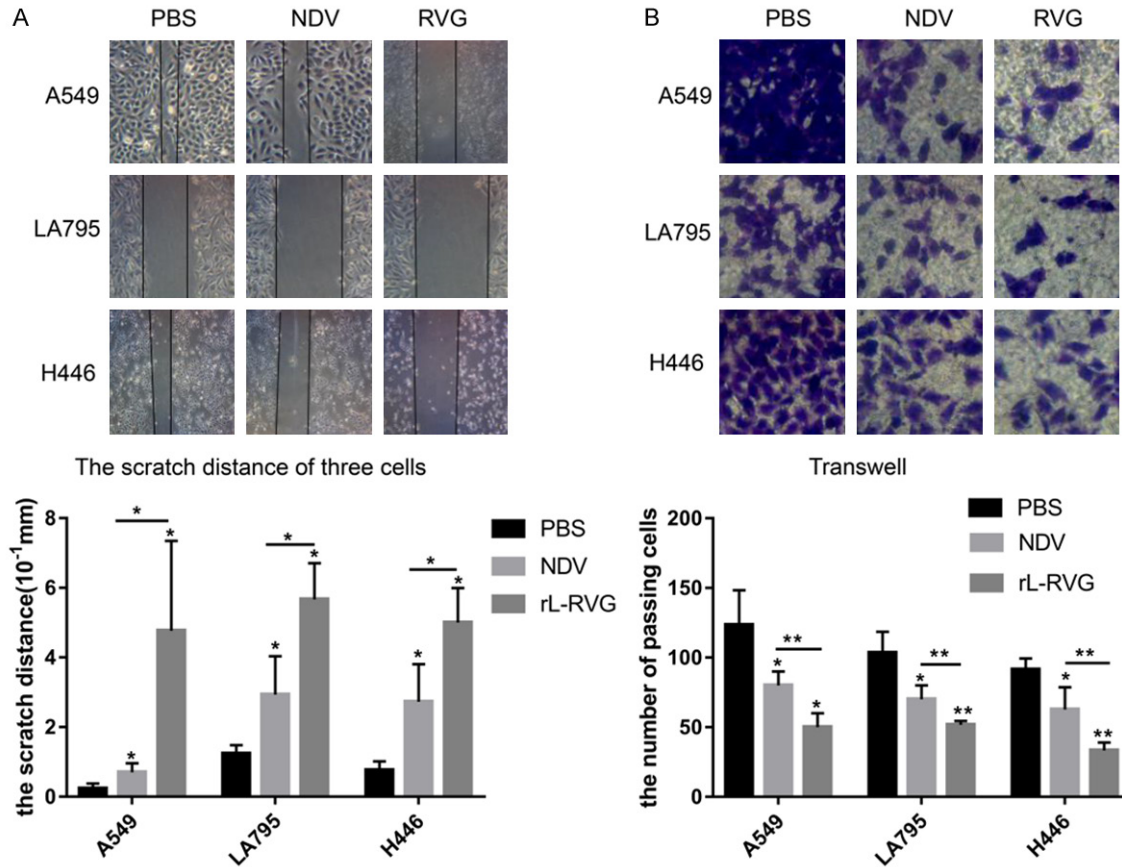 A
PBS NDV RVG
A549
LA795
H446
The scratch distance of three cells
the scratch distance(10⁻¹mm)
8
6
4
2
0
* *
*
* *
*
* *
*
PBS
NDV
rL-RVG
A549 LA795 H446
B
PBS NDV RVG
A549
LA795
H446
Transwell
the number of passing cells
200
150
100
50
0
**
*
*
**
*
**
**
*
**
PBS
NDV
rL-RVG
A549 LA795 H446